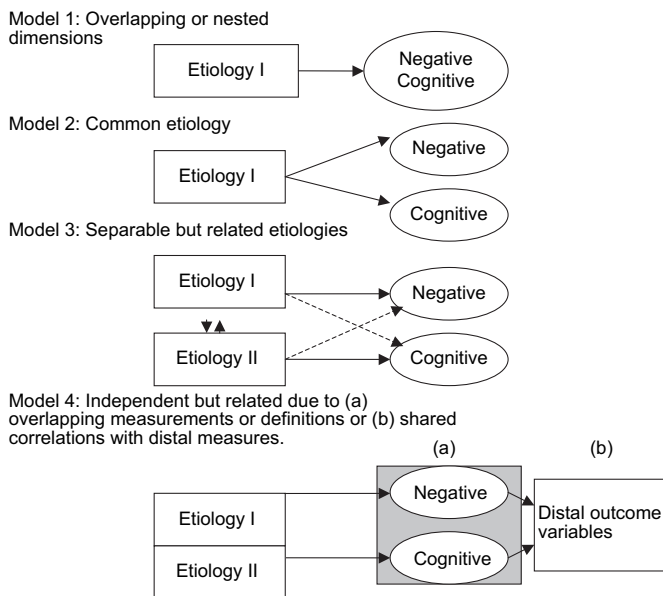 Model 1: Overlapping or nested
dimensions
Etiology I
Negative
Cognitive
Model 2: Common etiology
Etiology I
Negative
Cognitive
Model 3: Separable but related etiologies
Etiology I
Negative
Etiology II
Cognitive
Model 4: Independent but related due to (a)
overlapping measurements or definitions or (b) shared
correlations with distal measures.
(a)
(b)
Negative
Etiology I
Distal outcome
variables
Cognitive
Etiology II